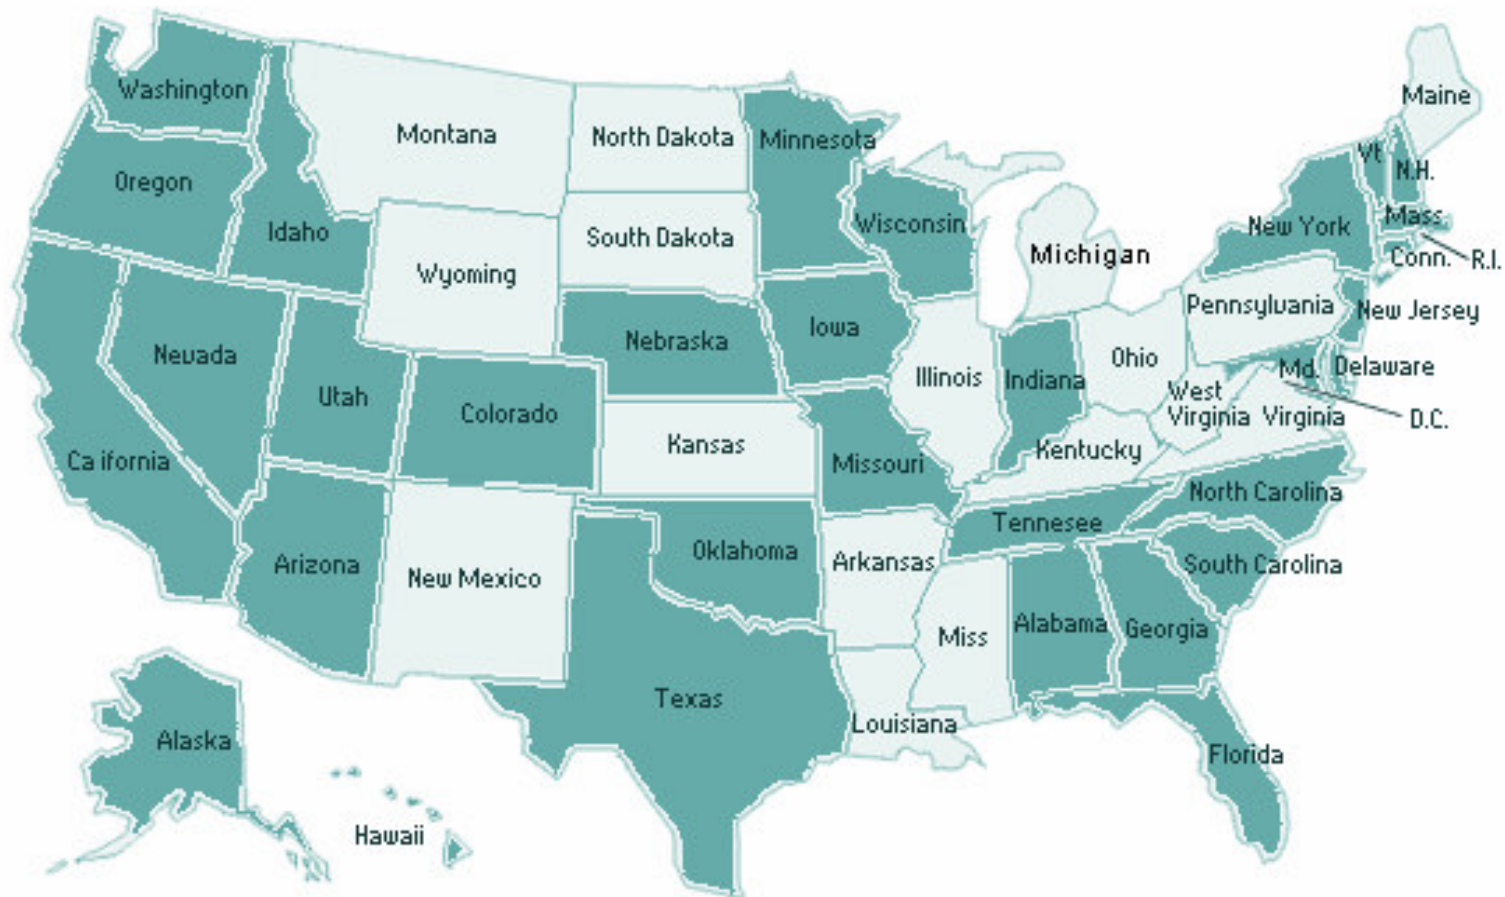 Maine
Washington
Montana
North Dakota
Minnesota
Vt.
N.H.
Oregon
Idaho
South Dakota
Wisconsin
New York
Mass.
Wyoming
Michigan
Conn.
R.I.
Nevada
Nebraska
Iowa
Pennsylvania
New Jersey
Utah
Colorado
Illinois
Indiana
Ohio
Md.
Delaware
West
Virginia
Virginia
D.C.
Ca ifornia
Kansas
Missouri
Kentucky
North Carolina
Tennesee
Arizona
New Mexico
Oklahoma
Arkansas
South Carolina
Miss
Alabama
Georgia
Texas
Louisiana
Alaska
Florida
Hawaii